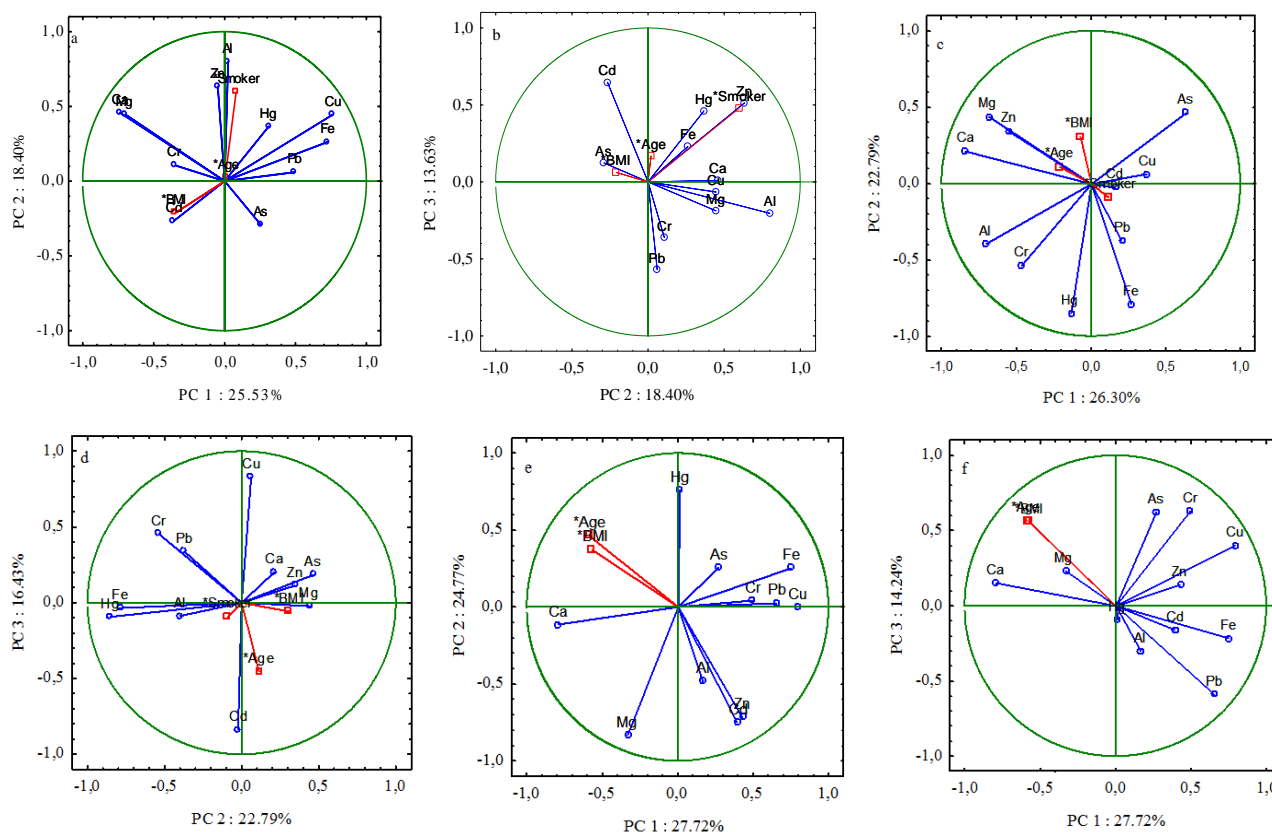 a
1,0
0,5
0,0
-0,5
-1,0
PC 2 : 18.40%
Al
Zn
*Smoker
Ca
Mg
Hg
Cu
Fe
Cr
*Age
Pb
*BMI
Cd
As
-1,0 -0,5 0,0 0,5 1,0
PC 1 : 25.53%
b
1,0
0,5
0,0
-0,5
-1,0
PC 3 : 13.63%
Cd
Hg
*Smoker
Zn
*Age
Fe
As
*BMI
Ca
Cu
Mg
Al
Cr
Pb
-1,0 -0,5 0,0 0,5 1,0
PC 2 : 18.40%
c
1,0
0,5
0,0
-0,5
-1,0
PC 2 : 22.79%
Mg
Zn
*BMI
As
Ca
*Age
Cu
Cd
Smoker
Al
Cr
Pb
Hg
Fe
-1,0 -0,5 0,0 0,5 1,0
PC 1 : 26.30%
d
1,0
0,5
0,0
-0,5
-1,0
PC 3 : 16.43%
Cu
Cr
Pb
Ca
Zn
As
Fe
Hg
Al
*Smoker
*BMI
Mg
*Age
Cd
-1,0 -0,5 0,0 0,5 1,0
PC 2 : 22.79%
e
1,0
0,5
0,0
-0,5
-1,0
PC 2 : 24.77%
Hg
*Age
*BMI
As
Fe
Cr
Pb
Cu
Ca
Al
Zn
Cd
Mg
-1,0 -0,5 0,0 0,5 1,0
PC 1 : 27.72%
f
1,0
0,5
0,0
-0,5
-1,0
PC 3 : 14.24%
*Age
*BMI
As
Cr
Cu
Mg
Ca
Zn
Hg
Cd
Fe
Al
Pb
-1,0 -0,5 0,0 0,5 1,0
PC 1 : 27.72%